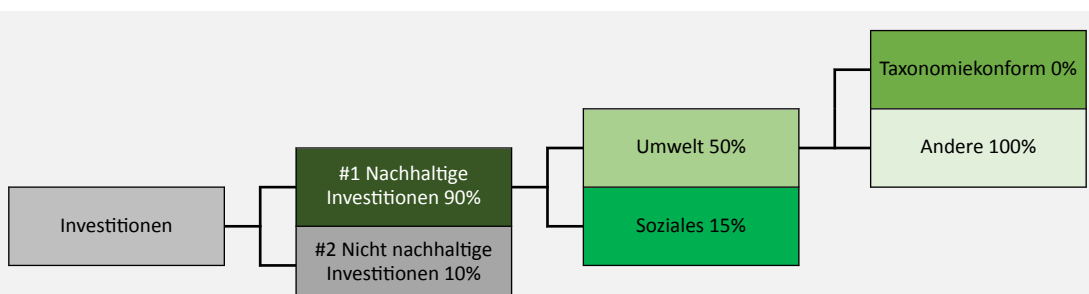 Investitionen
#1 Nachhaltige
Investitionen 90%
#2 Nicht nachhaltige
Investitionen 10%
Umwelt 50%
Soziales 15%
Taxonomiekonform 0%
Andere 100%